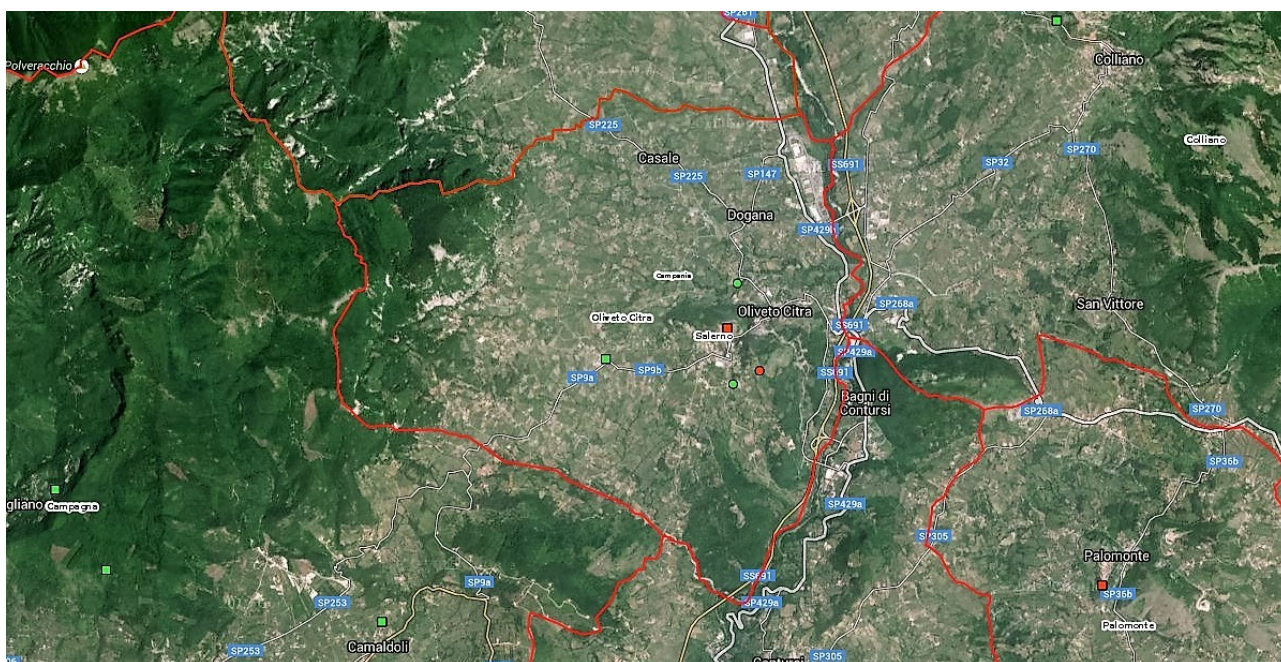 SP281
Polveracchio
Colliano
SP225
Colliano
SP270
Casale
SS691
SP32
SP225
SP147
Dogana
Campania
SP268a
San Vittore
Oliveto Citra
Oliveto Citra
SS691
Salerno
SP429a
SP9b
SS691
SP9a
Bagni di
Contursi
SP268a
SP270
SP36b
gliano
Campagna
SP429a
SP305
Palomonte
SS691
SP9a
SP36b
SP253
SP429a
Palomonte
Camaldoli
SP253
SP305